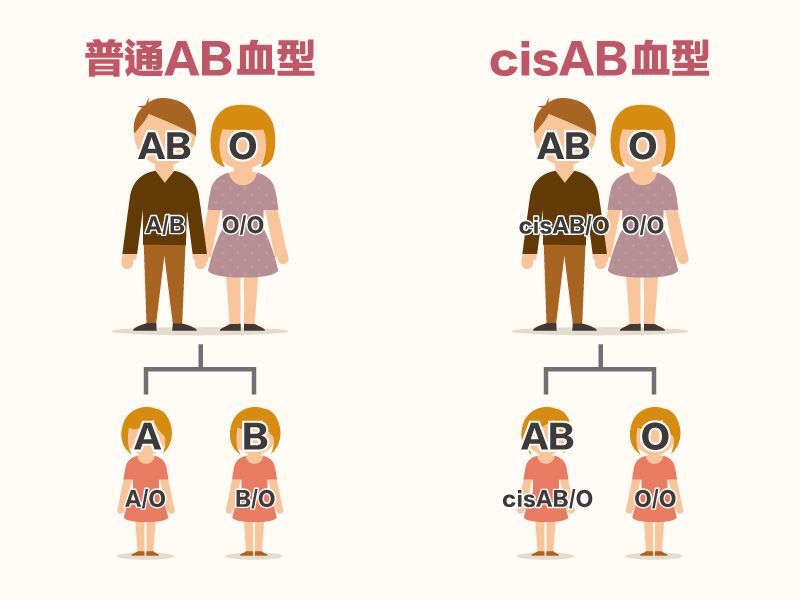 普通AB血型
AB
O
A/B
O/O
A
B
A/O
B/O
cisAB血型
AB
O
cisAB/O
O/O
AB
O
cisAB/O
O/O